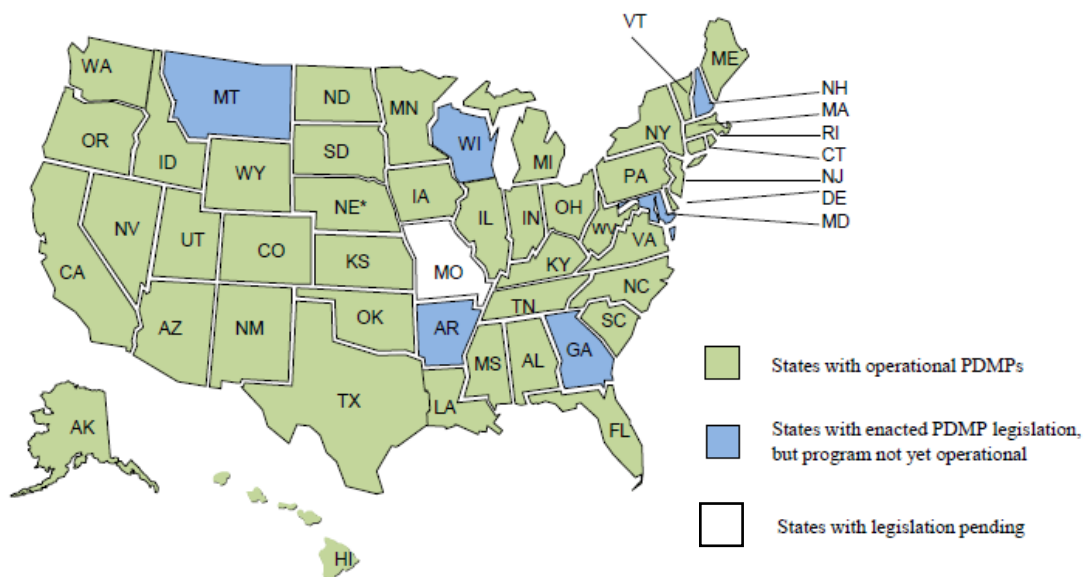 VT
ME
WA
MT
ND
MN
NH
MA
OR
ID
SD
WI
NY
RI
WY
MI
CT
IA
PA
NJ
NE*
DE
NV
UT
CO
IL
IN
OH
WV
VA
MD
CA
KS
MO
KY
NC
AZ
NM
OK
AR
TN
SC
MS
AL
GA
States with operational PDMPs
TX
LA
FL
AK
States with enacted PDMP legislation,
but program not yet operational
States with legislation pending
HI